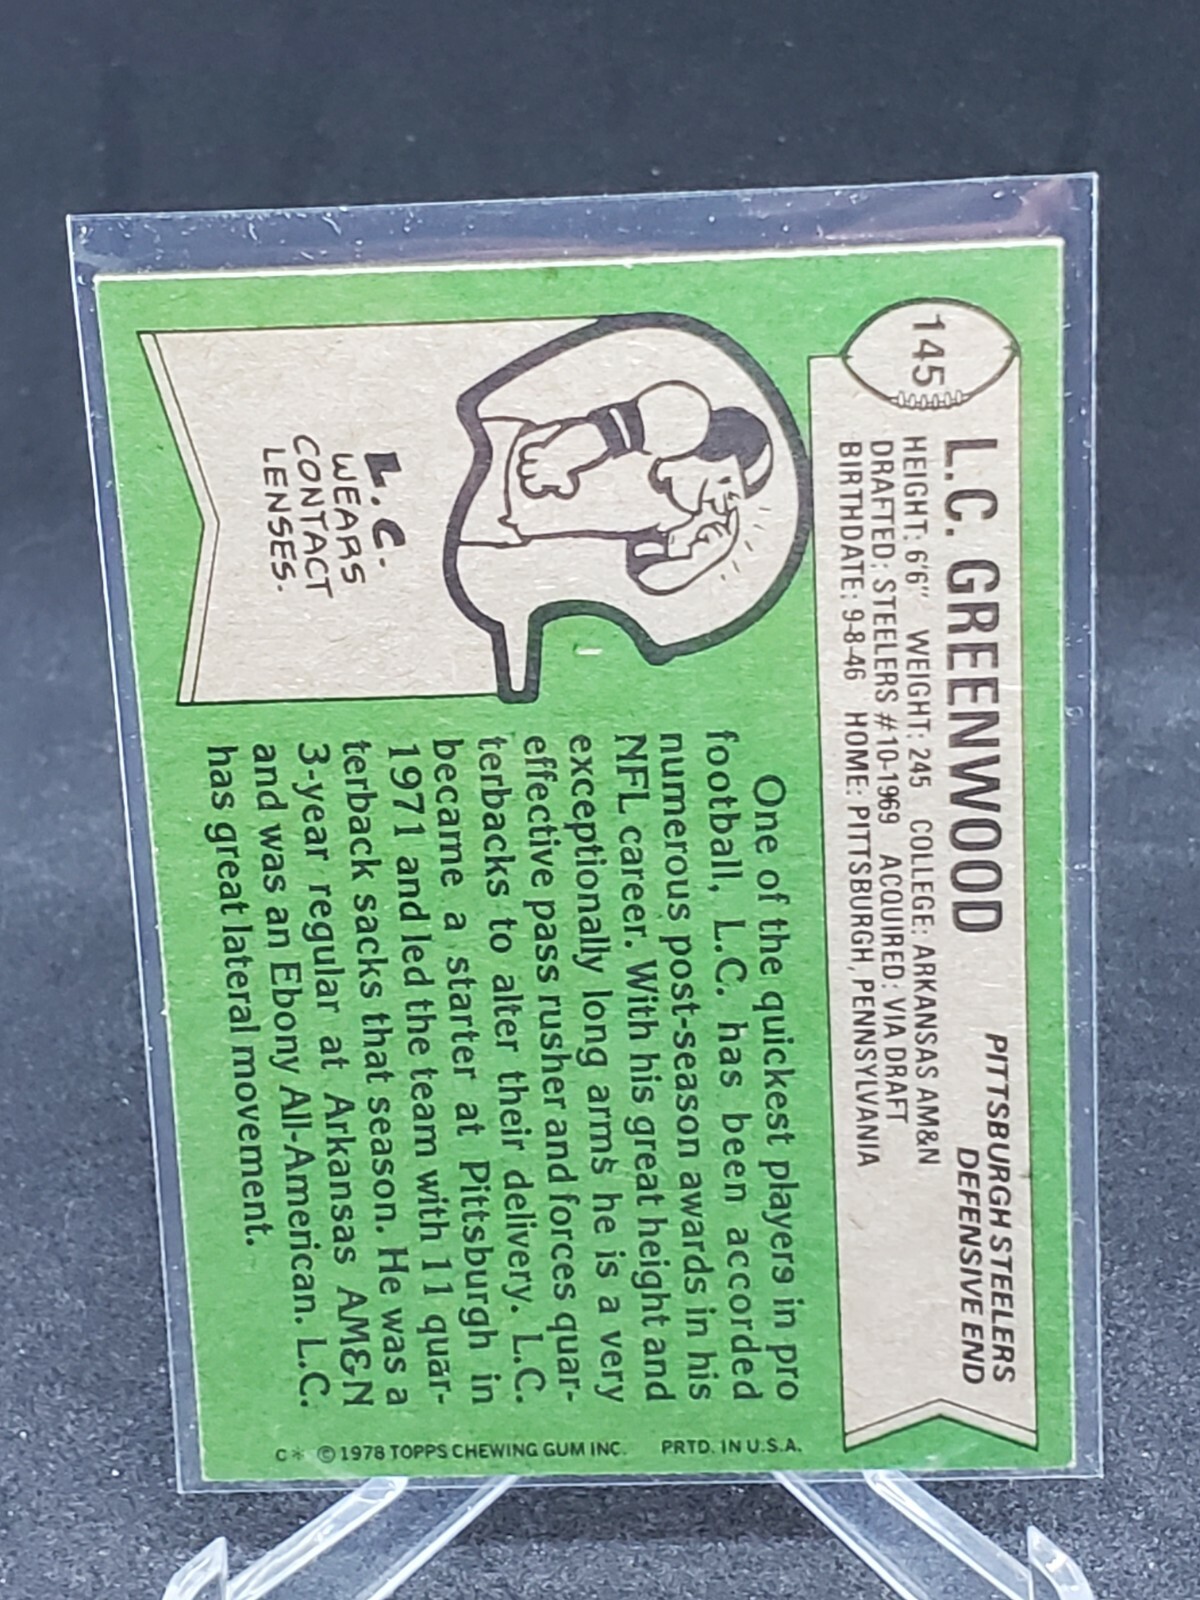 145
L.C. GREENWOOD
PITTSBURGH STEELERS
DEFENSIVE END
HEIGHT: 6'6" WEIGHT: 245 COLLEGE: ARKANSAS AM&N
DRAFTED: STEELERS #10-1969 ACQUIRED: VIA DRAFT
BIRTHDATE: 9-8-46 HOME: PITTSBURGH, PENNSYLVANIA
L.C.
WEARS
CONTACT
LENSES.
One of the quickest players in pro
football, L.C. has been accorded
numerous post-season awards in his
NFL career. With his great height and
exceptionally long arms he is a very
effective pass rusher and forces quar-
terbacks to alter their delivery. L.C.
became a starter at Pittsburgh in
1971 and led the team with 11 quar-
terback sacks that season. He was a
3-year regular at Arkansas AM&N
and was an Ebony All-American. L.C.
has great lateral movement.
C* © 1978 TOPPS CHEWING GUM INC. PRTD. IN U.S.A.